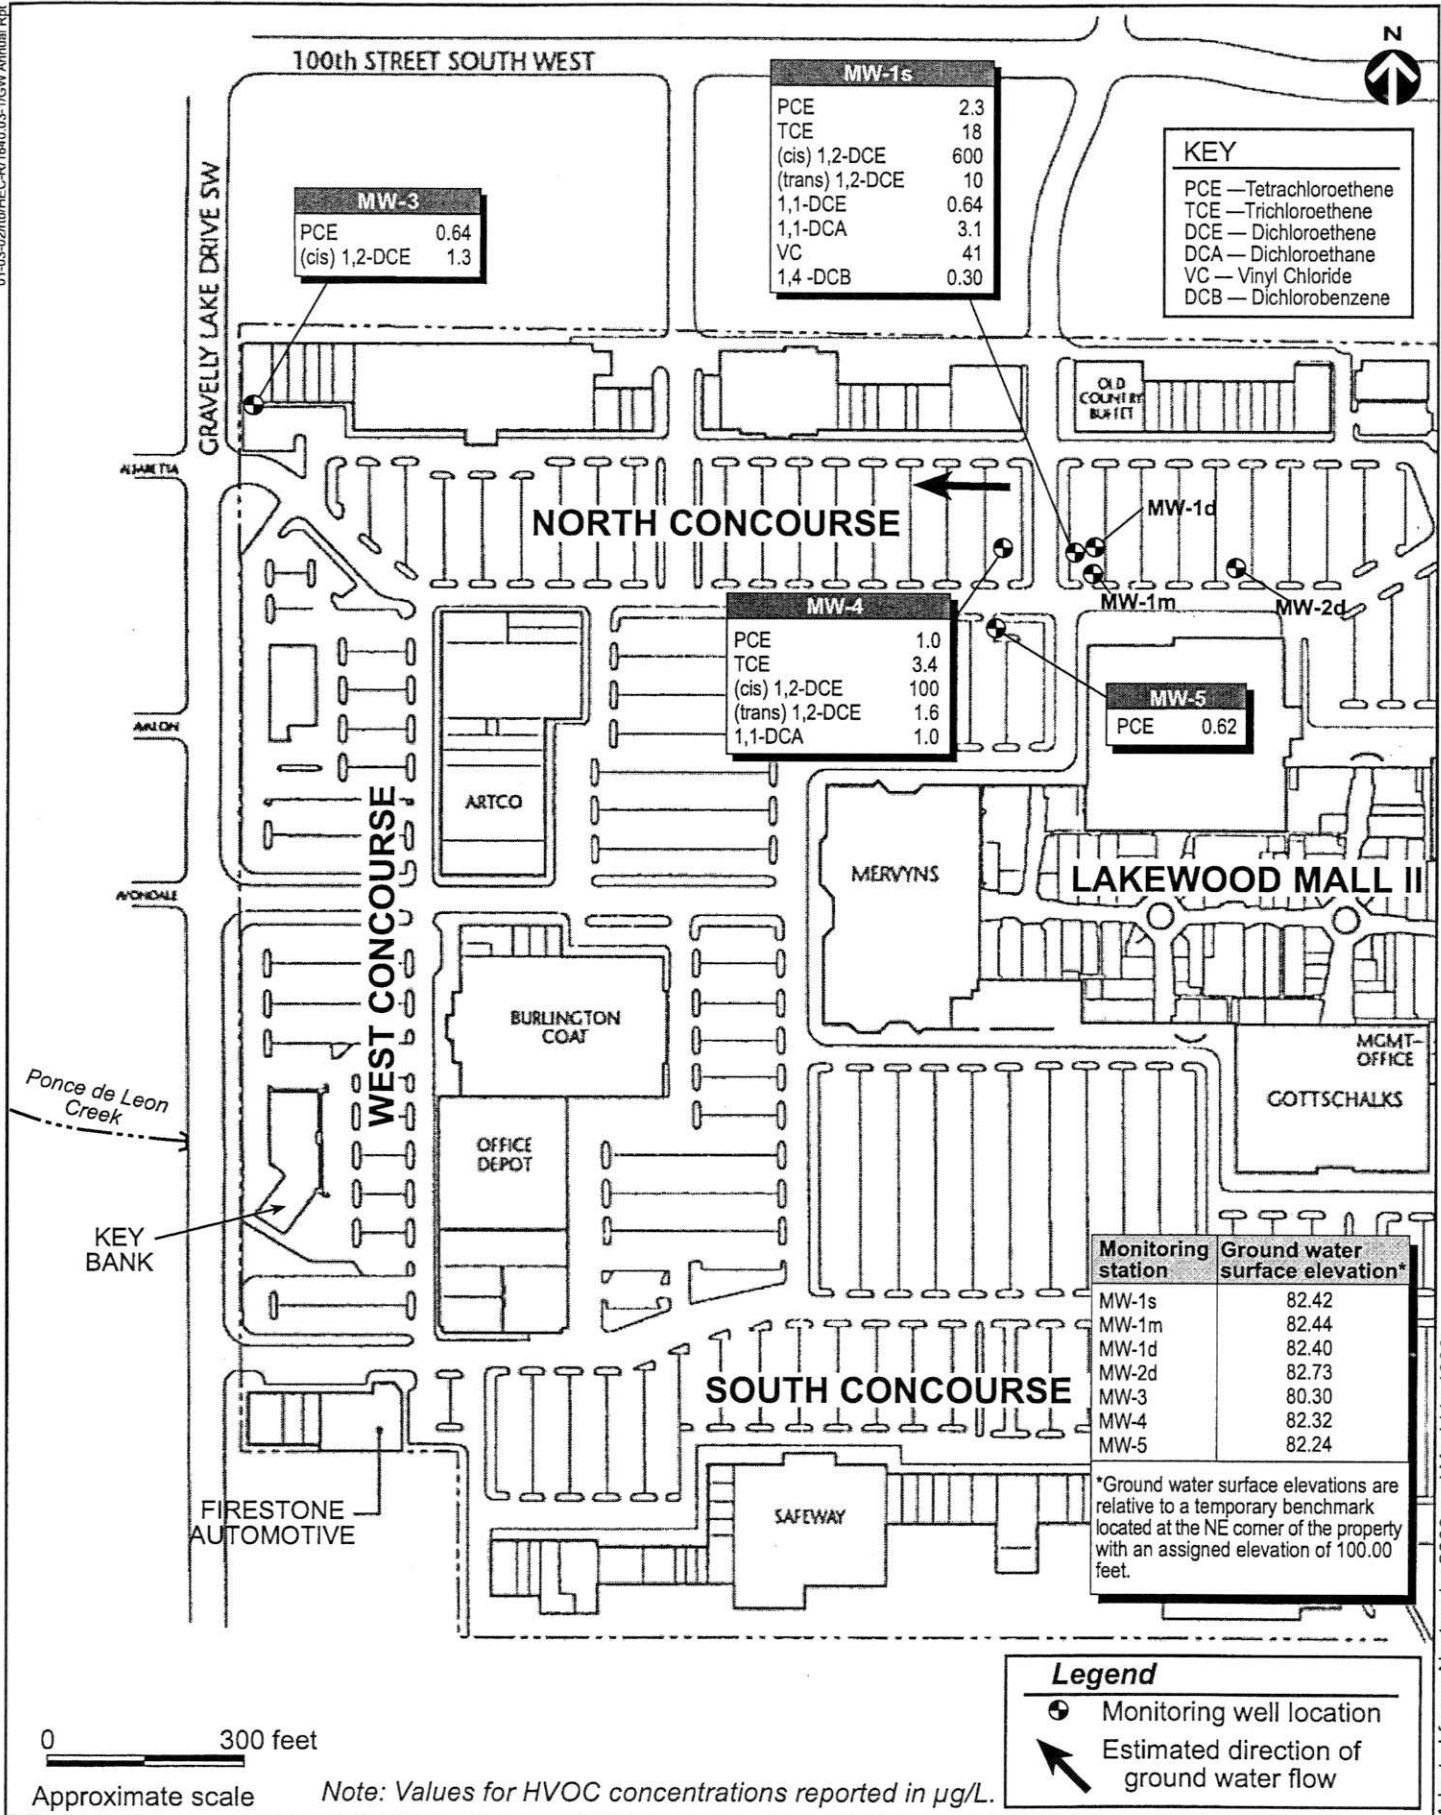 100th STREET SOUTH WEST
N
GRAVELLY LAKE DRIVE SW
MW-3
PCE 0.64
(cis) 1,2-DCE 1.3
MW-1s
PCE 2.3
TCE 18
(cis) 1,2-DCE 600
(trans) 1,2-DCE 10
1,1-DCE 0.64
1,1-DCA 3.1
VC 41
1,4 -DCB 0.30
KEY
PCE —Tetrachloroethene
TCE —Trichloroethene
DCE — Dichloroethene
DCA — Dichloroethane
VC — Vinyl Chloride
DCB — Dichlorobenzene
OLD
COUNTRY
BUFFET
NORTH CONCOURSE
MW-1d
MW-1m
MW-2d
MW-4
PCE 1.0
TCE 3.4
(cis) 1,2-DCE 100
(trans) 1,2-DCE 1.6
1,1-DCA 1.0
MW-5
PCE 0.62
AVALON
ARTCO
AVONDALE
WEST CONCOURSE
MERVYNS
LAKEWOOD MALL II
BURLINGTON
COAT
MGMT
OFFICE
GOTTSCHALKS
Ponce de Leon
Creek
OFFICE
DEPOT
KEY
BANK
Monitoring station Ground water surface elevation*
MW-1s 82.42
MW-1m 82.44
MW-1d 82.40
MW-2d 82.73
MW-3 80.30
MW-4 82.32
MW-5 82.24
*Ground water surface elevations are
relative to a temporary benchmark
located at the NE corner of the property
with an assigned elevation of 100.00
feet.
SOUTH CONCOURSE
FIRESTONE
AUTOMOTIVE
SAFEWAY
Legend
Monitoring well location
Estimated direction of
ground water flow
0 300 feet
Approximate scale
Note: Values for HVOC concentrations reported in µg/L.